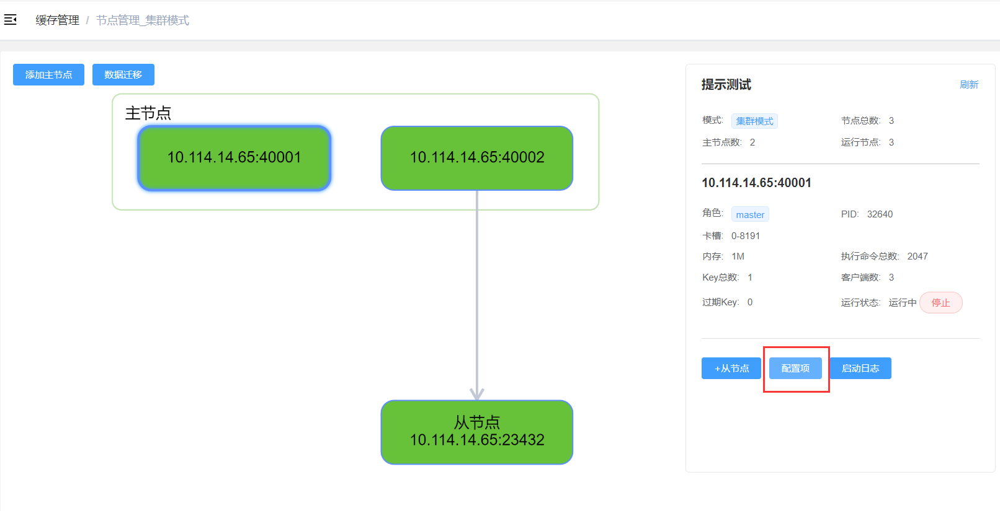 缓存管理 / 节点管理_集群模式
添加主节点 数据迁移
主节点
10.114.14.65:40001 10.114.14.65:40002
从节点
10.114.14.65:23432
提示测试 刷新
模式: 集群模式 节点总数: 3
主节点数: 2 运行节点: 3
10.114.14.65:40001
角色: master PID: 32640
卡槽: 0-8191
内存: 1M 执行命令总数: 2047
Key总数: 1 客户端数: 3
过期Key: 0 运行状态: 运行中 停止
+从节点 配置项 启动日志